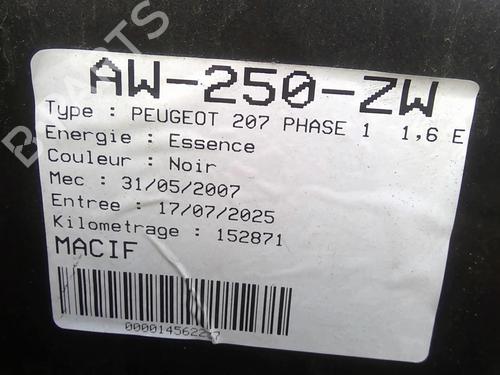 AW-250-ZW
Type : PEUGEOT 207 PHASE 1 1,6 E
Energie : Essence
Couleur : Noir
Mec : 31/05/2007
Entree : 17/07/2025
Kilometrage : 152871
MACIF